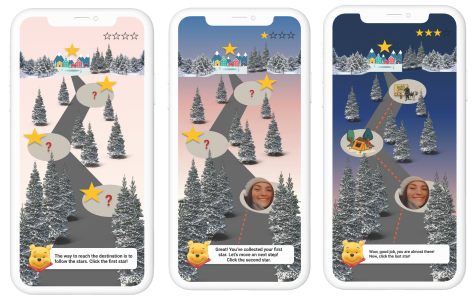 ?
?
?
The way to reach the destination is to
follow the stars. Click the first star!
?
?
Great! You've collected your first
star. Let's move on next step!
Click the second star.
Wow, good job, you are almost there!
Now, click the last star!